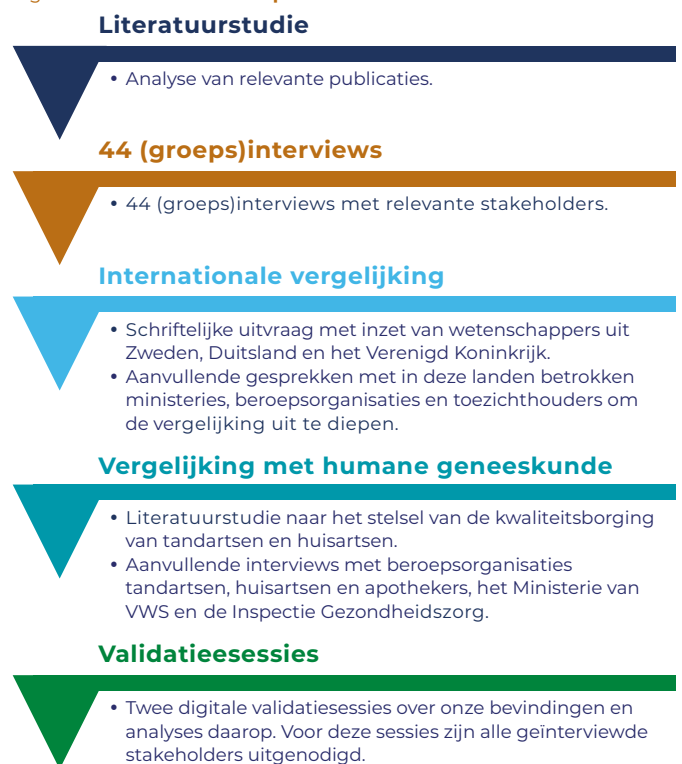 Literatuurstudie
• Analyse van relevante publicaties.
44 (groeps)interviews
• 44 (groeps)interviews met relevante stakeholders.
Internationale vergelijking
• Schriftelijke uitvraag met inzet van wetenschappers uit
Zweden, Duitsland en het Verenigd Koninkrijk.
• Aanvullende gesprekken met in deze landen betrokken
ministeries, beroepsorganisaties en toezichthouders om
de vergelijking uit te diepen.
Vergelijking met humane geneeskunde
• Literatuurstudie naar het stelsel van de kwaliteitsborging
van tandartsen en huisartsen.
• Aanvullende interviews met beroepsorganisaties
tandartsen, huisartsen en apothekers, het Ministerie van
VWS en de Inspectie Gezondheidszorg.
Validatieesessies
• Twee digitale validatiesessies over onze bevindingen en
analyses daarop. Voor deze sessies zijn alle geïnterviewde
stakeholders uitgenodigd.